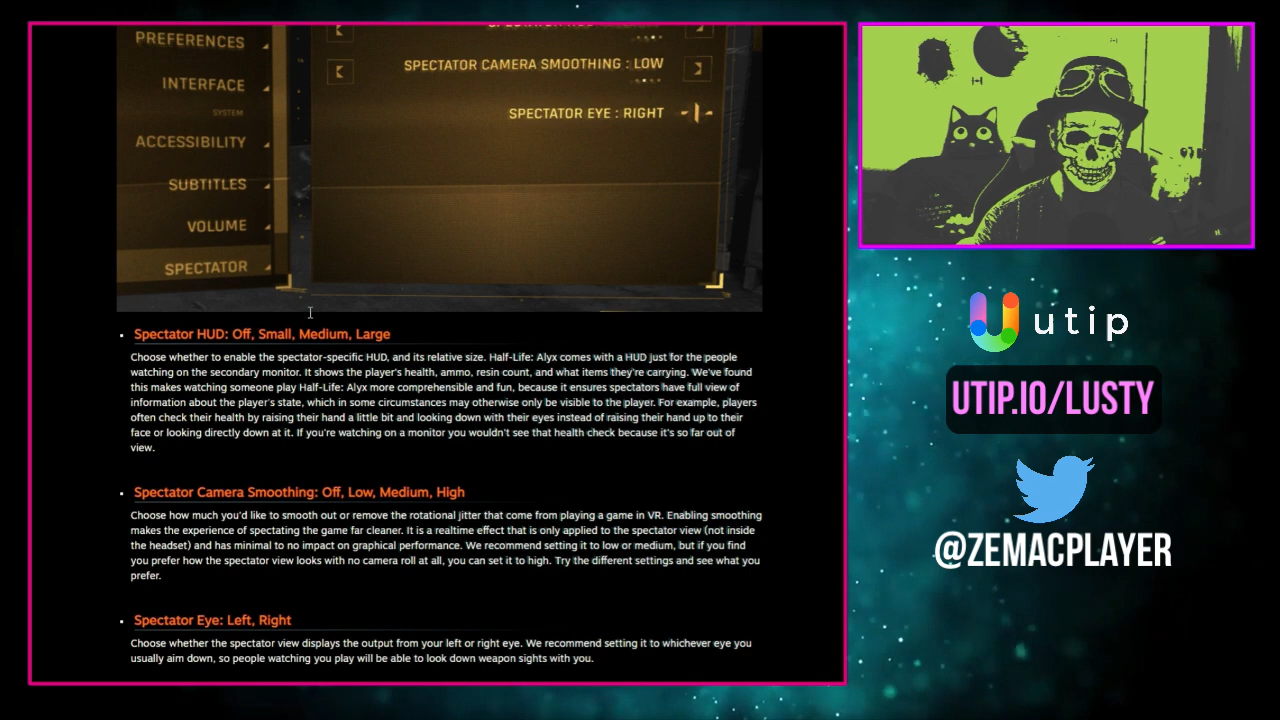 PREFERENCES
INTERFACE
SYSTEM
ACCESSIBILITY
SUBTITLES
VOLUME
SPECTATOR
SPECTATOR CAMERA SMOOTHING : LOW
SPECTATOR EYE : RIGHT
Spectator HUD: Off, Small, Medium, Large
Choose whether to enable the spectator-specific HUD, and its relative size. Half-Life: Alyx comes with a HUD just for the people
watching on the secondary monitor. It shows the player's health, ammo, resin count, and what items they're carrying. We've found
this makes watching someone play Half-Life: Alyx more comprehensible and fun, because it ensures spectators have full view of
information about the player's state, which in some circumstances may otherwise only be visible to the player. For example, players
often check their health by raising their hand a little bit and looking down with their eyes instead of raising their hand up to their
face or looking directly down at it. If you're watching on a monitor you wouldn't see that health check because it's so far out of
view.
Spectator Camera Smoothing: Off, Low, Medium, High
Choose how much you'd like to smooth out or remove the rotational jitter that come from playing a game in VR. Enabling smoothing
makes the experience of spectating the game far cleaner. It is a realtime effect that is only applied to the spectator view (not inside
the headset) and has minimal to no impact on graphical performance. We recommend setting it to low or medium, but if you find
you prefer how the spectator view looks with no camera roll at all, you can set it to high. Try the different settings and see what you
prefer.
Spectator Eye: Left, Right
Choose whether the spectator view displays the output from your left or right eye. We recommend setting it to whichever eye you
usually aim down, so people watching you play will be able to look down weapon sights with you.
utip
UTIP.IO/LUSTY
@ZEMACPLAYER